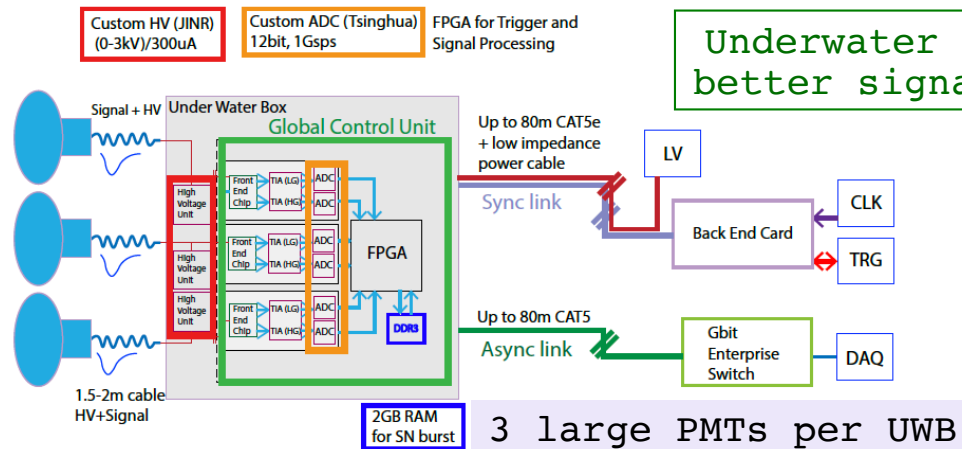 Custom HV (JINR)
(0-3kV)/300uA
Custom ADC (Tsinghua)
12bit, 1Gsps
FPGA for Trigger and
Signal Processing
Underwater
better signa
Signal + HV
Under Water Box
Global Control Unit
Up to 80m CAT5e
+ low impedance
power cable
Sync link
LV
CLK
Back End Card
TRG
High
Voltage
Unit
Front
End
Chip
TIA (LG)
TIA (HG)
ADC
ADC
High
Voltage
Unit
Front
End
Chip
TIA (LG)
TIA (HG)
ADC
ADC
FPGA
High
Voltage
Unit
Front
End
Chip
TIA (LG)
TIA (HG)
ADC
ADC
DDR3
Up to 80m CAT5
Async link
Gbit
Enterprise
Switch
DAQ
1.5-2m cable
HV+Signal
2GB RAM
for SN burst
3 large PMTs per UWB